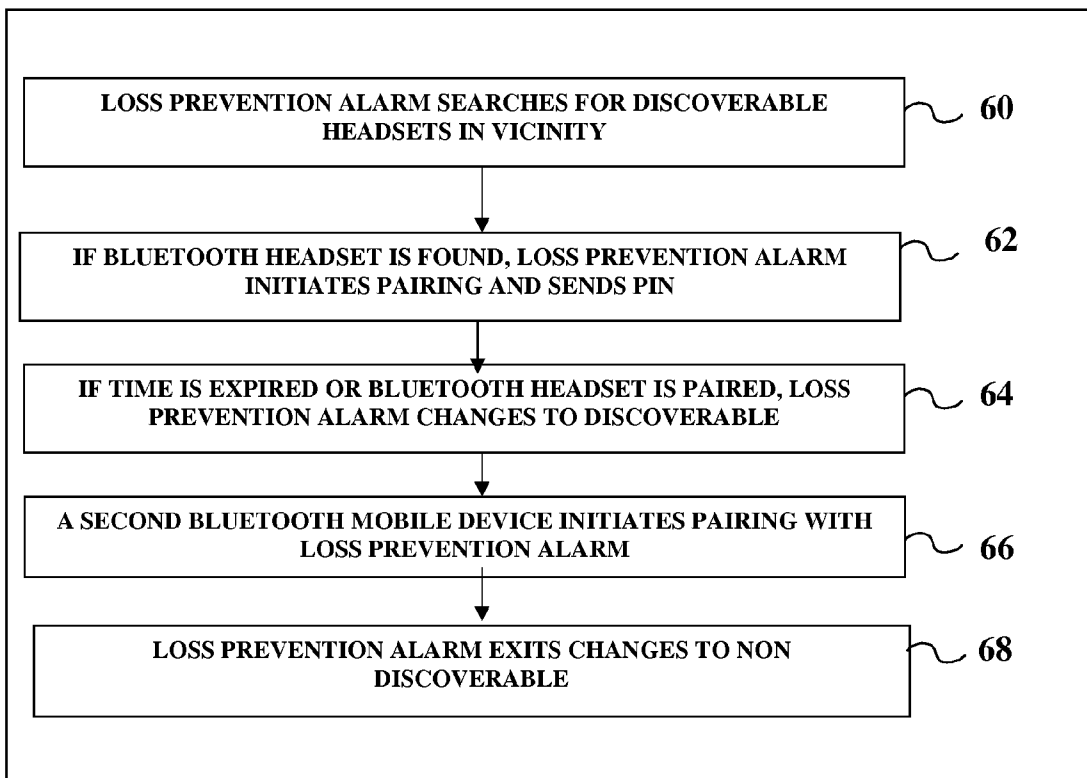 LOSS PREVENTION ALARM SEARCHES FOR DISCOVERABLE
HEADSETS IN VICINITY
60
IF BLUETOOTH HEADSET IS FOUND, LOSS PREVENTION ALARM
INITIATES PAIRING AND SENDS PIN
62
IF TIME IS EXPIRED OR BLUETOOTH HEADSET IS PAIRED, LOSS
PREVENTION ALARM CHANGES TO DISCOVERABLE
64
A SECOND BLUETOOTH MOBILE DEVICE INITIATES PAIRING WITH
LOSS PREVENTION ALARM
66
LOSS PREVENTION ALARM EXITS CHANGES TO NON
DISCOVERABLE
68